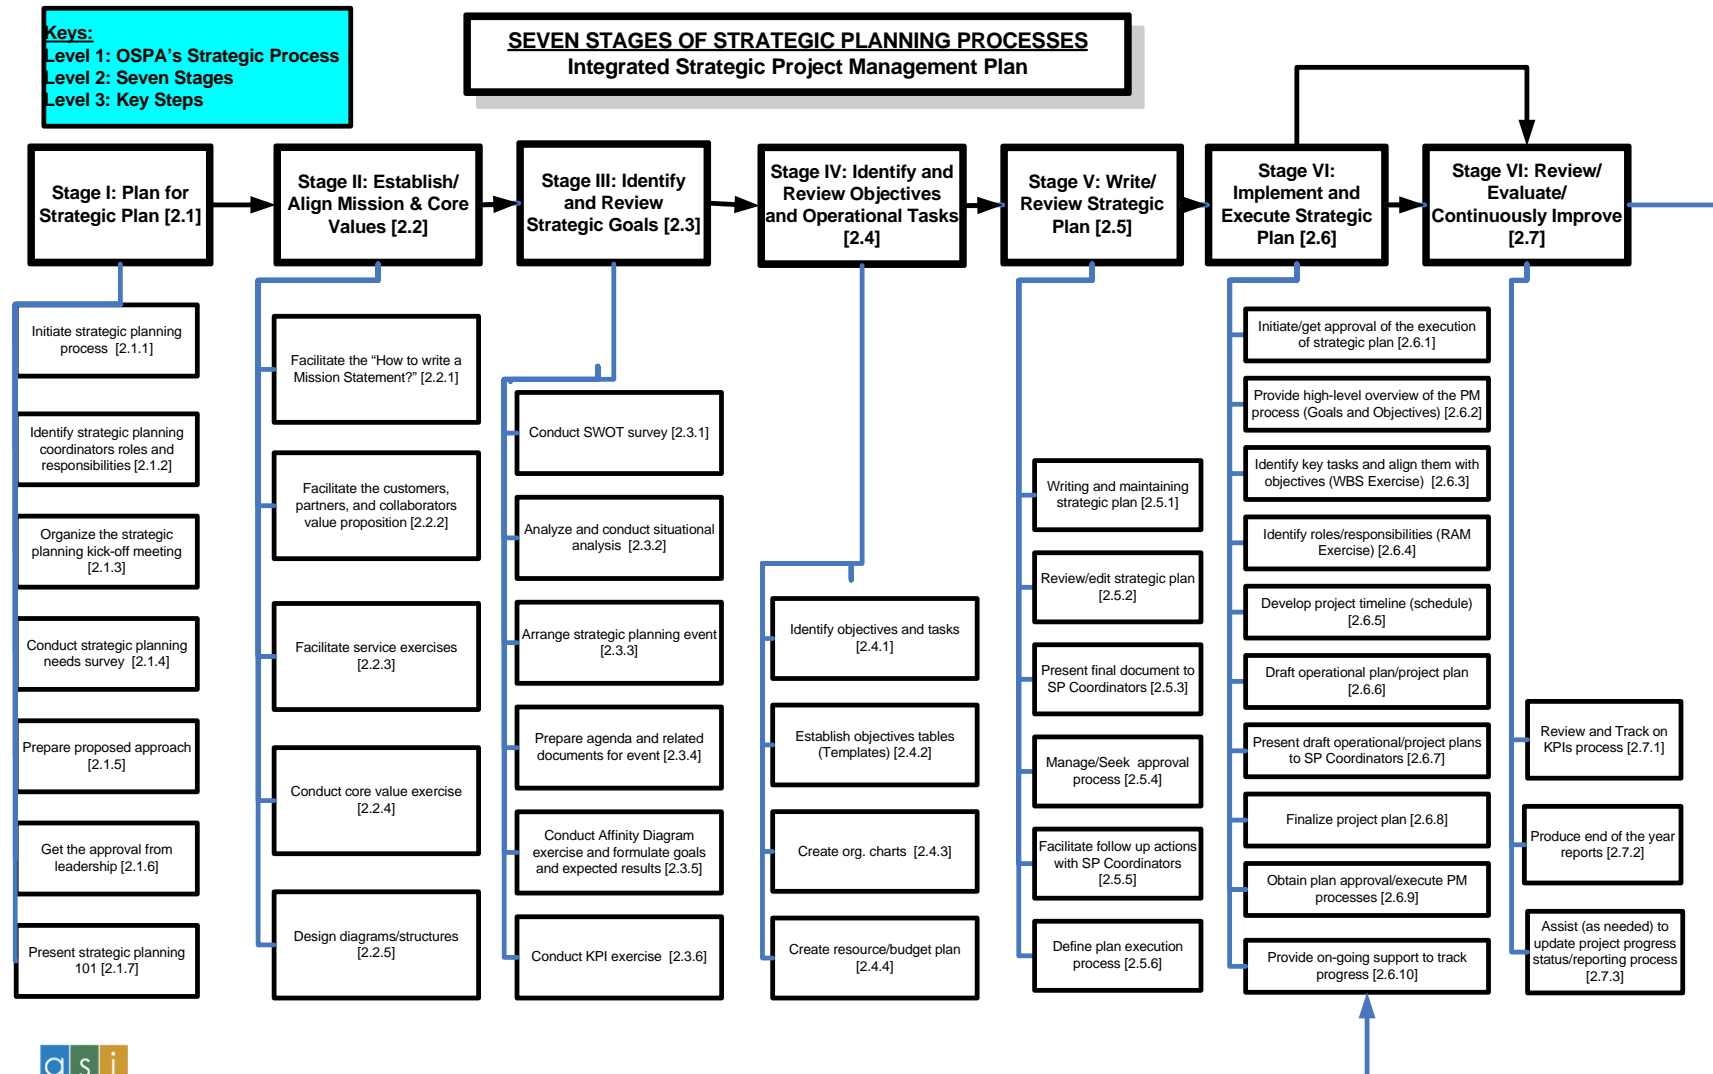 Keys:
Level 1: OSPA's Strategic Process
Level 2: Seven Stages
Level 3: Key Steps
SEVEN STAGES OF STRATEGIC PLANNING PROCESSES
Integrated Strategic Project Management Plan
Stage I: Plan for
Strategic Plan [2.1]
Stage II: Establish/
Align Mission & Core
Values [2.2]
Stage III: Identify
and Review
Strategic Goals [2.3]
Stage IV: Identify and
Review Objectives
and Operational Tasks
[2.4]
Stage V: Write/
Review Strategic
Plan [2.5]
Stage VI:
Implement and
Execute Strategic
Plan [2.6]
Stage VI: Review/
Evaluate/
Continuously Improve
[2.7]
Initiate strategic planning
process [2.1.1]
Identify strategic planning
coordinators roles and
responsibilities [2.1.2]
Organize the strategic
planning kick-off meeting
[2.1.3]
Conduct strategic planning
needs survey [2.1.4]
Prepare proposed approach
[2.1.5]
Get the approval from
leadership [2.1.6]
Present strategic planning
101 [2.1.7]
Facilitate the “How to write a
Mission Statement?” [2.2.1]
Facilitate the customers,
partners, and collaborators
value proposition [2.2.2]
Facilitate service exercises
[2.2.3]
Conduct core value exercise
[2.2.4]
Design diagrams/structures
[2.2.5]
Conduct SWOT survey [2.3.1]
Analyze and conduct situational
analysis [2.3.2]
Arrange strategic planning event
[2.3.3]
Prepare agenda and related
documents for event [2.3.4]
Conduct Affinity Diagram
exercise and formulate goals
and expected results [2.3.5]
Conduct KPI exercise [2.3.6]
Identify objectives and tasks
[2.4.1]
Establish objectives tables
(Templates) [2.4.2]
Create org. charts [2.4.3]
Create resource/budget plan
[2.4.4]
Writing and maintaining
strategic plan [2.5.1]
Review/edit strategic plan
[2.5.2]
Present final document to
SP Coordinators [2.5.3]
Manage/Seek approval
process [2.5.4]
Facilitate follow up actions
with SP Coordinators
[2.5.5]
Define plan execution
process [2.5.6]
Initiate/get approval of the execution
of strategic plan [2.6.1]
Provide high-level overview of the PM
process (Goals and Objectives) [2.6.2]
Identify key tasks and align them with
objectives (WBS Exercise) [2.6.3]
Identify roles/responsibilities (RAM
Exercise) [2.6.4]
Develop project timeline (schedule)
[2.6.5]
Draft operational plan/project plan
[2.6.6]
Present draft operational/project plans
to SP Coordinators [2.6.7]
Finalize project plan [2.6.8]
Obtain plan approval/execute PM
processes [2.6.9]
Provide on-going support to track
progress [2.6.10]
Review and Track on
KPIs process [2.7.1]
Produce end of the year
reports [2.7.2]
Assist (as needed) to
update project progress
status/reporting process
[2.7.3]
asi